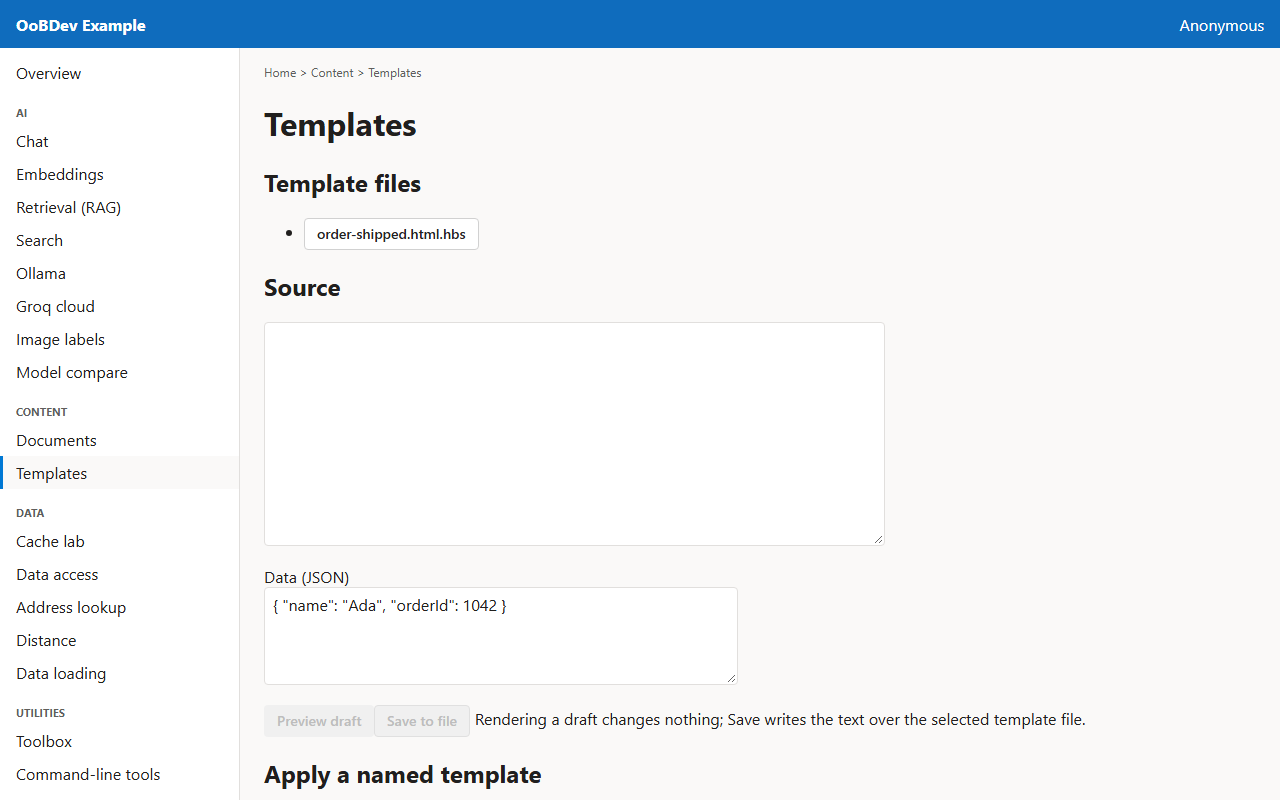 OoBDev Example
Anonymous
Overview
AI
Chat
Embeddings
Retrieval (RAG)
Search
Ollama
Groq cloud
Image labels
Model compare
CONTENT
Documents
Templates
DATA
Cache lab
Data access
Address lookup
Distance
Data loading
UTILITIES
Toolbox
Command-line tools
Home > Content > Templates
Templates
Template files
order-shipped.html.hbs
Source
Data (JSON)
{ "name": "Ada", "orderId": 1042 }
Preview draft Save to file Rendering a draft changes nothing; Save writes the text over the selected template file.
Apply a named template